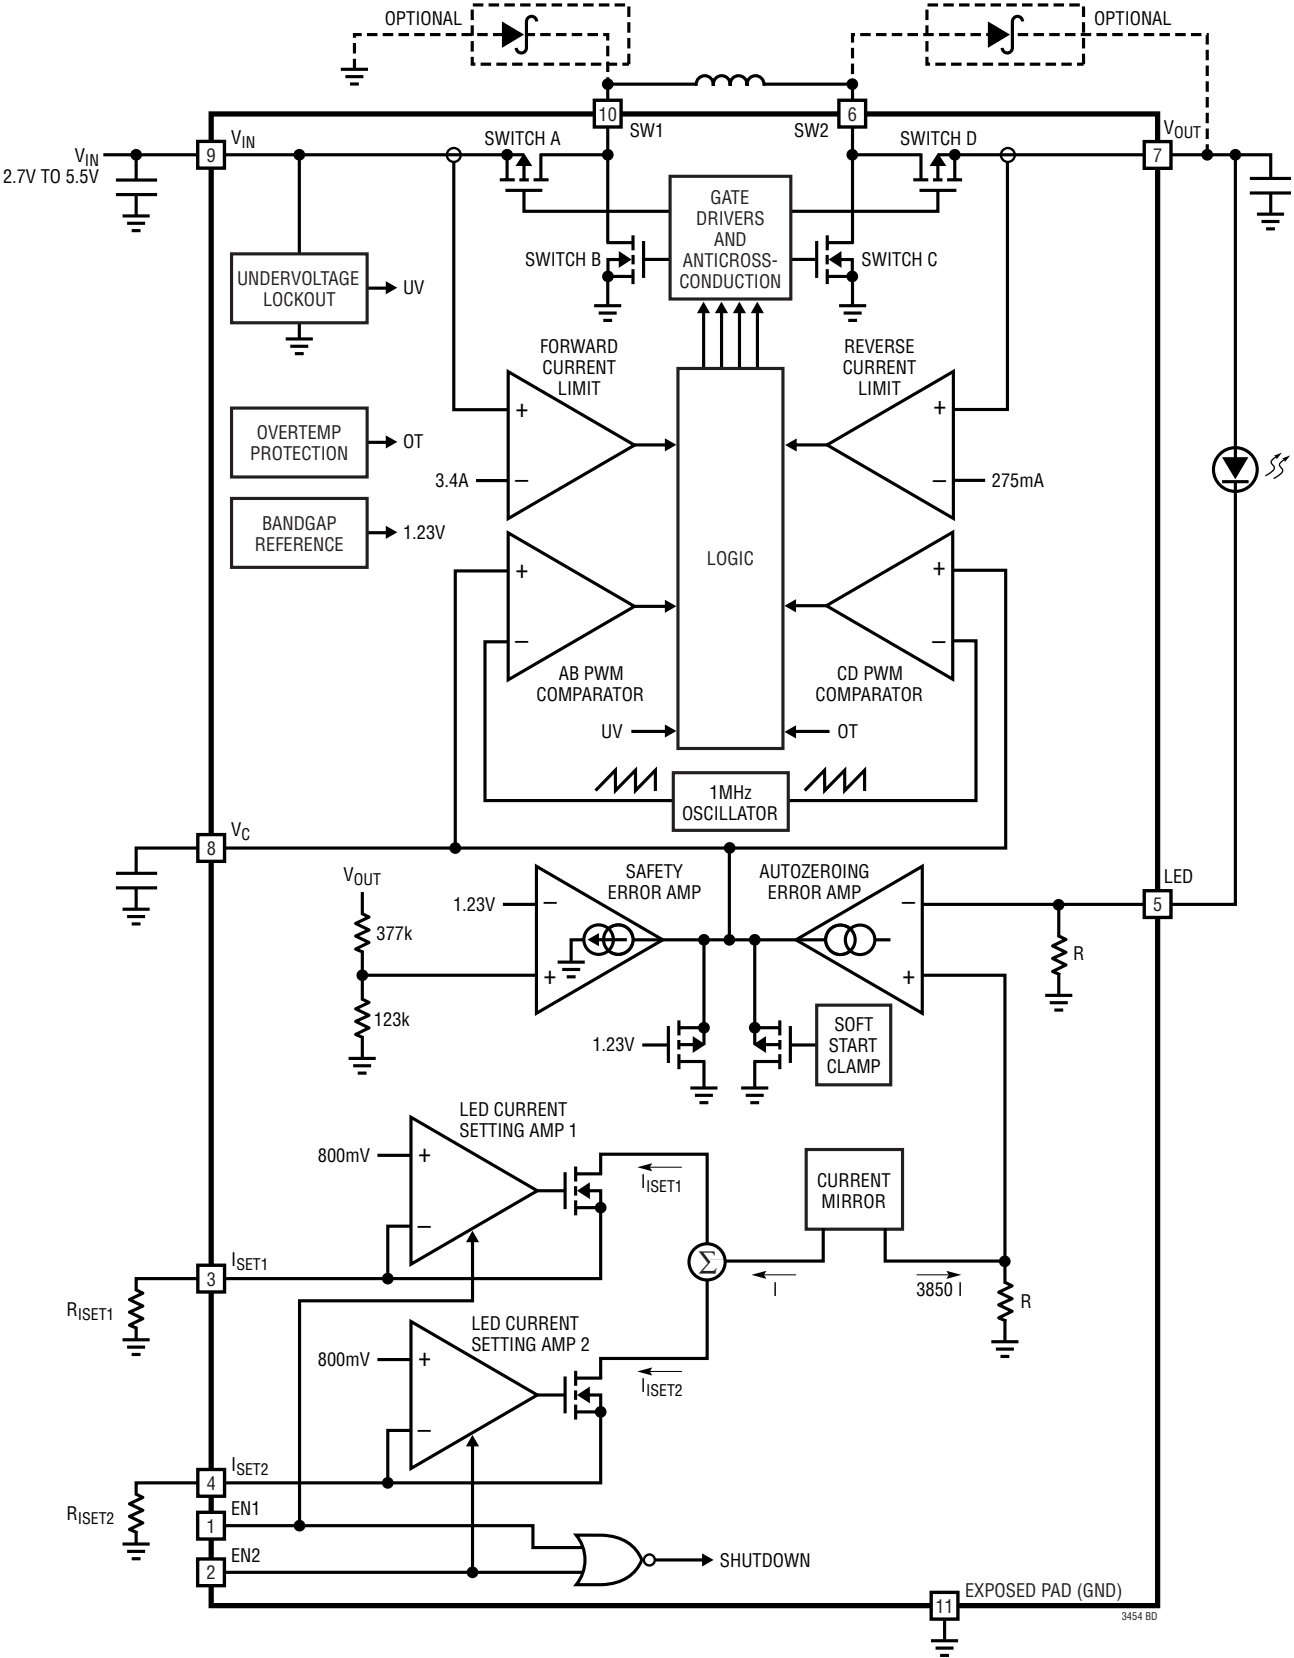 OPTIONAL
OPTIONAL
10
SW1
SW2
6
V_IN
2.7V TO 5.5V
9
V_IN
SWITCH A
SWITCH D
V_OUT
7
GATE
DRIVERS
AND
ANTICROSS-
CONDUCTION
SWITCH B
SWITCH C
UNDERVOLTAGE
LOCKOUT
UV
FORWARD
CURRENT
LIMIT
REVERSE
CURRENT
LIMIT
OVERTEMP
PROTECTION
OT
+
–
3.4A
+
–
275mA
BANDGAP
REFERENCE
1.23V
LOGIC
+
–
AB PWM
COMPARATOR
+
–
CD PWM
COMPARATOR
UV
OT
1MHz
OSCILLATOR
8
V_C
V_OUT
377k
123k
SAFETY
ERROR AMP
1.23V
–
+
AUTOZEROING
ERROR AMP
–
+
LED
5
R
1.23V
SOFT
START
CLAMP
LED CURRENT
SETTING AMP 1
800mV
+
–
I_ISET1
CURRENT
MIRROR
3
I_SET1
R_ISET1
Σ
I
3850 I
R
LED CURRENT
SETTING AMP 2
800mV
+
–
I_ISET2
4
I_SET2
R_ISET2
1
EN1
2
EN2
SHUTDOWN
11
EXPOSED PAD (GND)
3454 BD